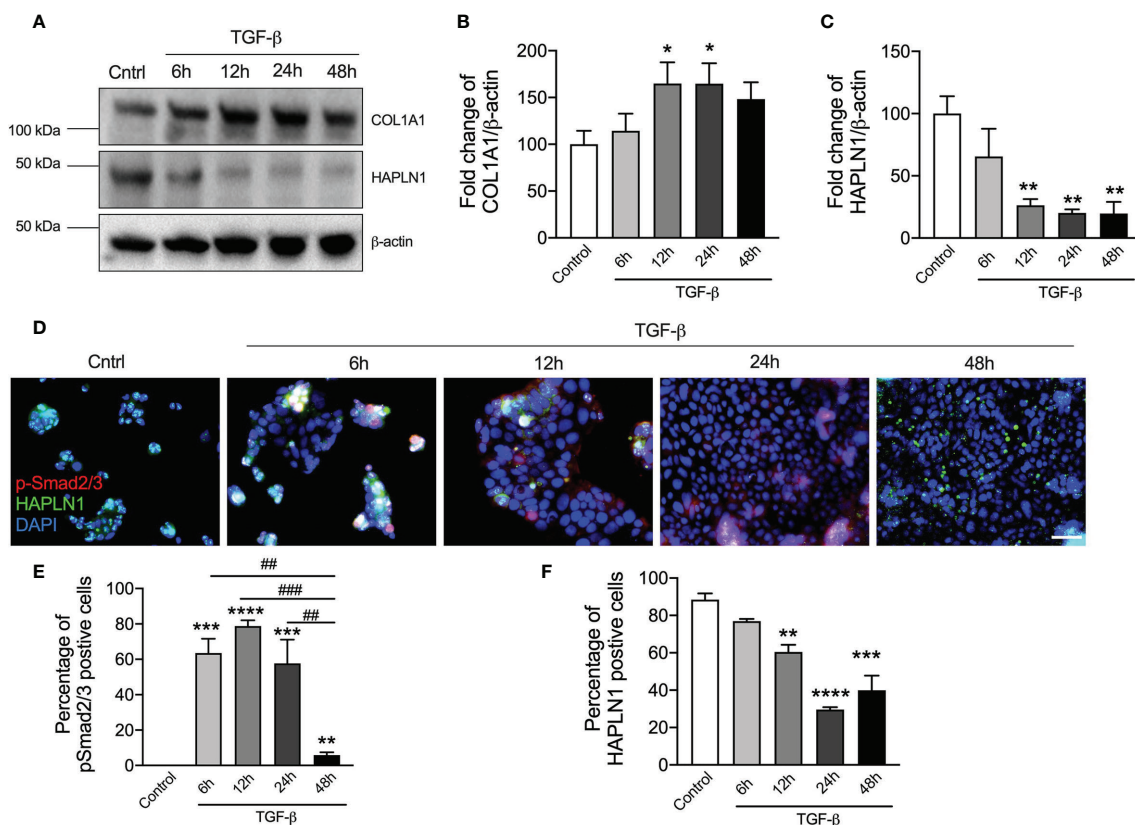 A
TGF-β
Cntrl 6h 12h 24h 48h
100 kDa
COL1A1
50 kDa
HAPLN1
50 kDa
β-actin
B
Fold change of
COL1A1/β-actin
200
150
100
50
0
* *
Control 6h 12h 24h 48h
TGF-β
C
Fold change of
HAPLN1/β-actin
150
100
50
0
** ** **
Control 6h 12h 24h 48h
TGF-β
D
TGF-β
Cntrl 6h 12h 24h 48h
p-Smad2/3
HAPLN1
DAPI
E
Percentage of
pSmad2/3 postive cells
100
80
60
40
20
0
##
###
##
*** **** *** **
Control 6h 12h 24h 48h
TGF-β
F
Percentage of
HAPLN1 postive cells
100
80
60
40
20
0
** **** ***
Control 6h 12h 24h 48h
TGF-β